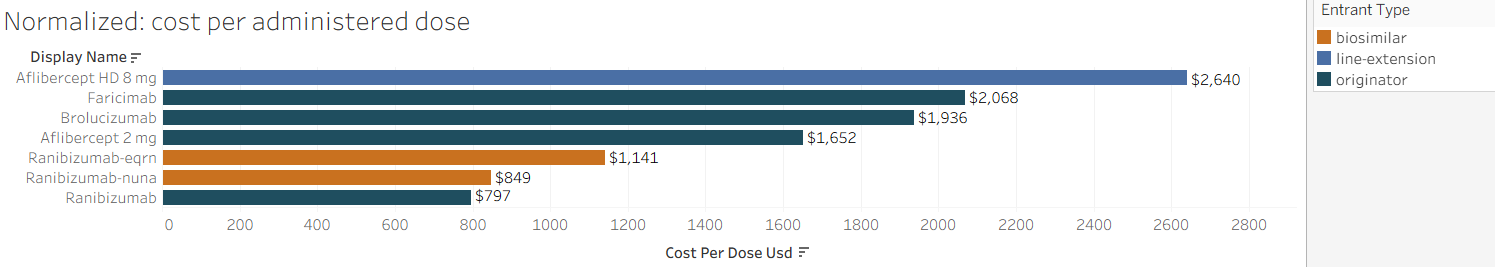 Normalized: cost per administered dose
Display Name
Aflibercept HD 8 mg $2,640
Faricimab $2,068
Brolucizumab $1,936
Aflibercept 2 mg $1,652
Ranibizumab-eqrn $1,141
Ranibizumab-nuna $849
Ranibizumab $797
0 200 400 600 800 1000 1200 1400 1600 1800 2000 2200 2400 2600 2800
Cost Per Dose Usd
Entrant Type
biosimilar
line-extension
originator